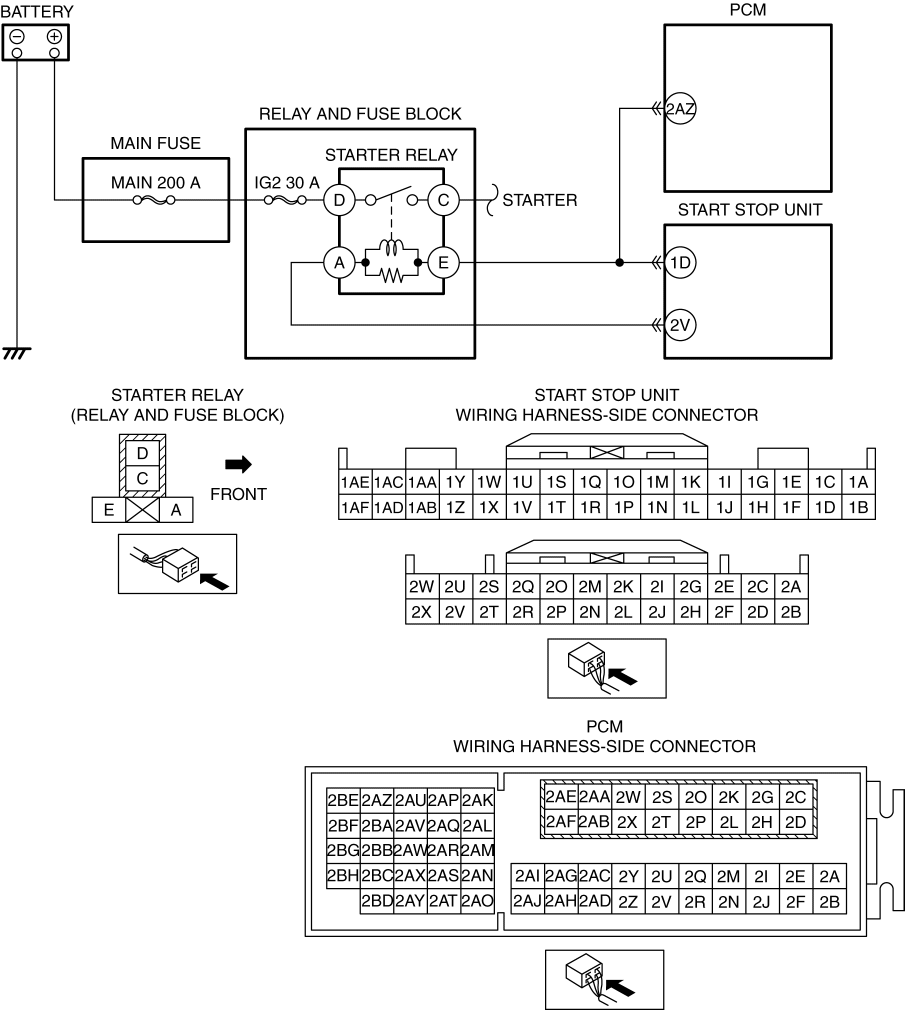 BATTERY
PCM
− +
2AZ
RELAY AND FUSE BLOCK
MAIN FUSE
STARTER RELAY
MAIN 200 A
IG2 30 A
D
C
STARTER
START STOP UNIT
A
E
1D
2V
STARTER RELAY
(RELAY AND FUSE BLOCK)
D
C
E A
FRONT
START STOP UNIT
WIRING HARNESS-SIDE CONNECTOR
1AE 1AC 1AA 1Y 1W 1U 1S 1Q 1O 1M 1K 1I 1G 1E 1C 1A
1AF 1AD 1AB 1Z 1X 1V 1T 1R 1P 1N 1L 1J 1H 1F 1D 1B
2W 2U 2S 2Q 2O 2M 2K 2I 2G 2E 2C 2A
2X 2V 2T 2R 2P 2N 2L 2J 2H 2F 2D 2B
PCM
WIRING HARNESS-SIDE CONNECTOR
2BE 2AZ 2AU 2AP 2AK
2BF 2BA 2AV 2AQ 2AL
2BG 2BB 2AW 2AR 2AM
2BH 2BC 2AX 2AS 2AN
2BD 2AY 2AT 2AO
2AE 2AA 2W 2S 2O 2K 2G 2C
2AF 2AB 2X 2T 2P 2L 2H 2D
2AI 2AG 2AC 2Y 2U 2Q 2M 2I 2E 2A
2AJ 2AH 2AD 2Z 2V 2R 2N 2J 2F 2B